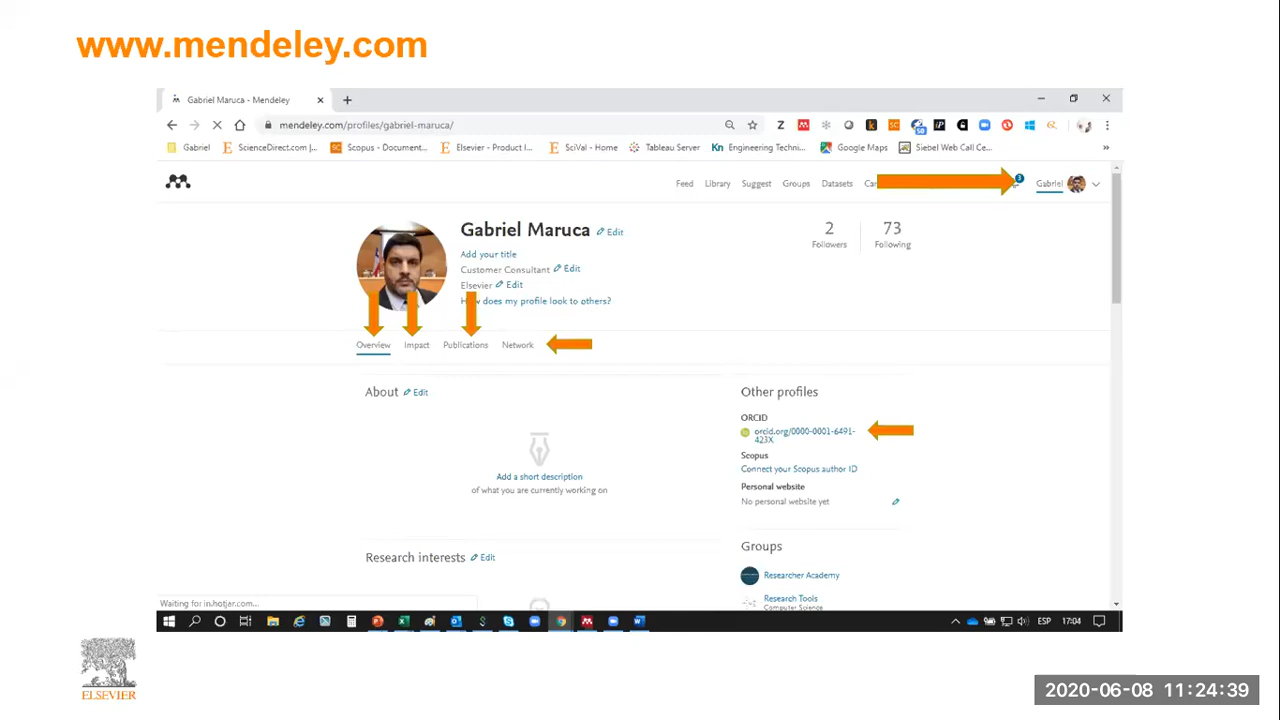 www.mendeley.com
Gabriel Maruca - Mendeley
mendeley.com/profiles/gabriel-maruca/
Gabriel
ScienceDirect.com |...
Scopus - Document...
Elsevier - Product I...
SciVal - Home
Tableau Server
Kn Engineering Techni...
Google Maps
Siebel Web Call Ce...
Feed Library Suggest Groups Datasets
3
Gabriel
Gabriel Maruca Edit
2
Followers
73
Following
Add your title
Customer Consultant Edit
Elsevier Edit
does my profile look to others?
Overview Impact Publications Network
About Edit
Add a short description
of what you are currently working on
Research interests Edit
Other profiles
ORCID
orcid.org/0000-0001-6491-
423X
Scopus
Connect your Scopus author ID
Personal website
No personal website yet
Groups
Researcher Academy
Research Tools
Computer Science
Waiting for in.hotjar.com...
ESP 17:04
ELSEVIER
2020-06-08 11:24:39